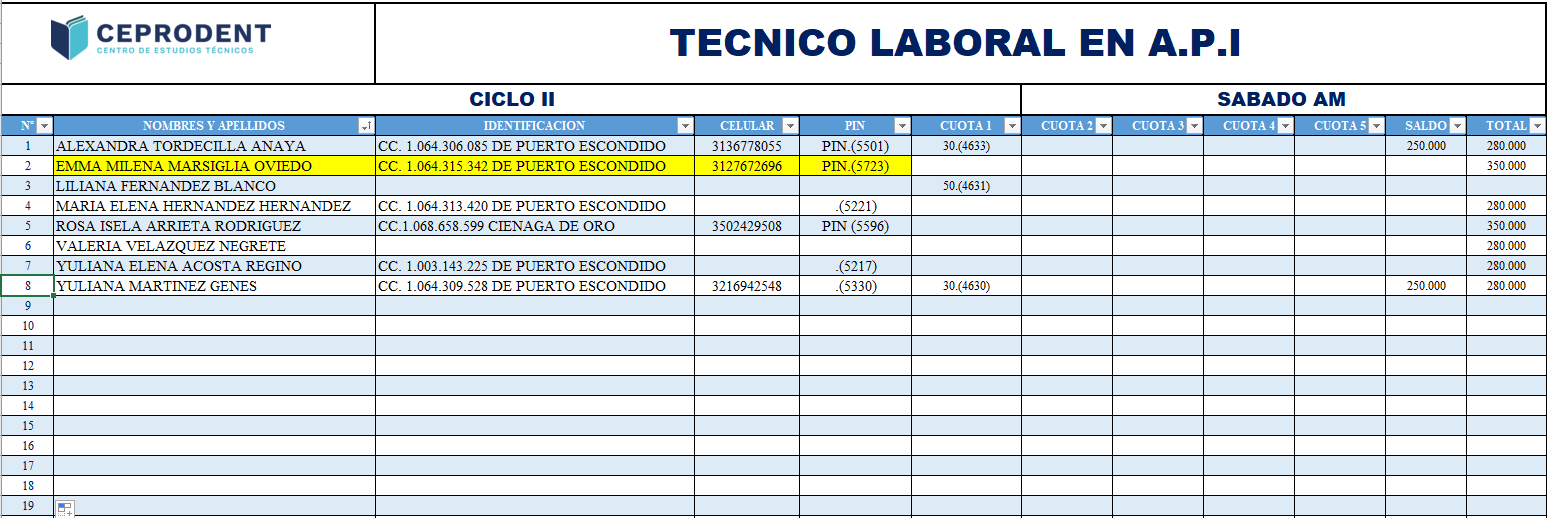 CEPRODENT
CENTRO DE ESTUDIOS TÉCNICOS
TECNICO LABORAL EN A.P.I
CICLO II SABADO AM
Nº NOMBRES Y APELLIDOS IDENTIFICACION CELULAR PIN CUOTA 1 CUOTA 2 CUOTA 3 CUOTA 4 CUOTA 5 SALDO TOTAL
1 ALEXANDRA TORDECILLA ANAYA CC. 1.064.306.085 DE PUERTO ESCONDIDO 3136778055 PIN.(5501) 30.(4633) 250.000 280.000
2 EMMA MILENA MARSIGLIA OVIEDO CC. 1.064.315.342 DE PUERTO ESCONDIDO 3127672696 PIN.(5723) 350.000
3 LILIANA FERNANDEZ BLANCO 50.(4631)
4 MARIA ELENA HERNANDEZ HERNANDEZ CC. 1.064.313.420 DE PUERTO ESCONDIDO .(5221) 280.000
5 ROSA ISELA ARRIETA RODRIGUEZ CC.1.068.658.599 CIENAGA DE ORO 3502429508 PIN (5596) 350.000
6 VALERIA VELAZQUEZ NEGRETE 280.000
7 YULIANA ELENA ACOSTA REGINO CC. 1.003.143.225 DE PUERTO ESCONDIDO .(5217) 280.000
8 YULIANA MARTINEZ GENES CC. 1.064.309.528 DE PUERTO ESCONDIDO 3216942548 .(5330) 30.(4630) 250.000 280.000
9
10
11
12
13
14
15
16
17
18
19